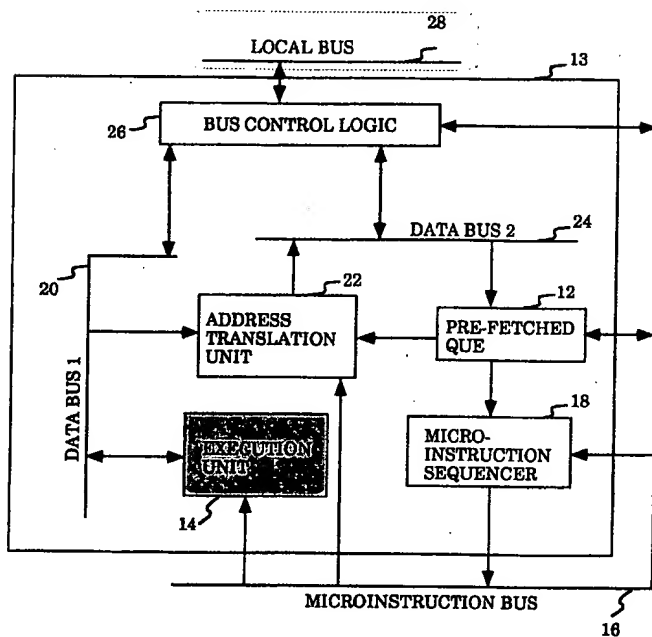 28
LOCAL BUS
13
26
BUS CONTROL LOGIC
DATA BUS 2
24
20
22
12
ADDRESS
TRANSLATION
UNIT
PRE-FETCHED
QUE
DATA BUS 1
18
EXECUTION
UNIT
MICRO-
INSTRUCTION
SEQUENCER
14
MICROINSTRUCTION BUS
16